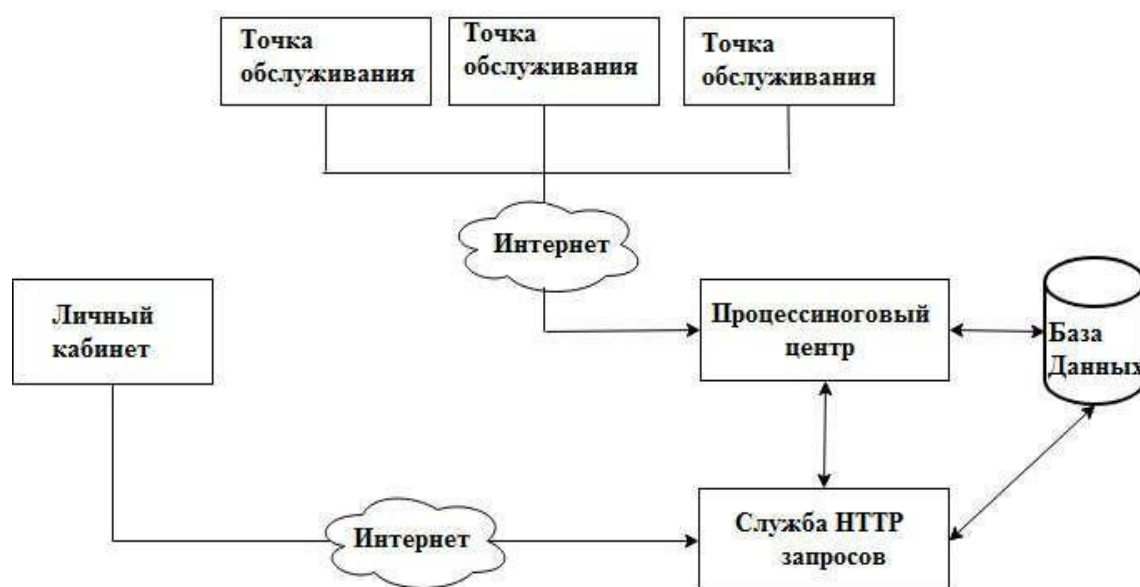 Точка
обслуживания
Точка
обслуживания
Точка
обслуживания
Интернет
Личный
кабинет
Процессиноговый
центр
База
Данных
Интернет
Служба HTTP
запросов